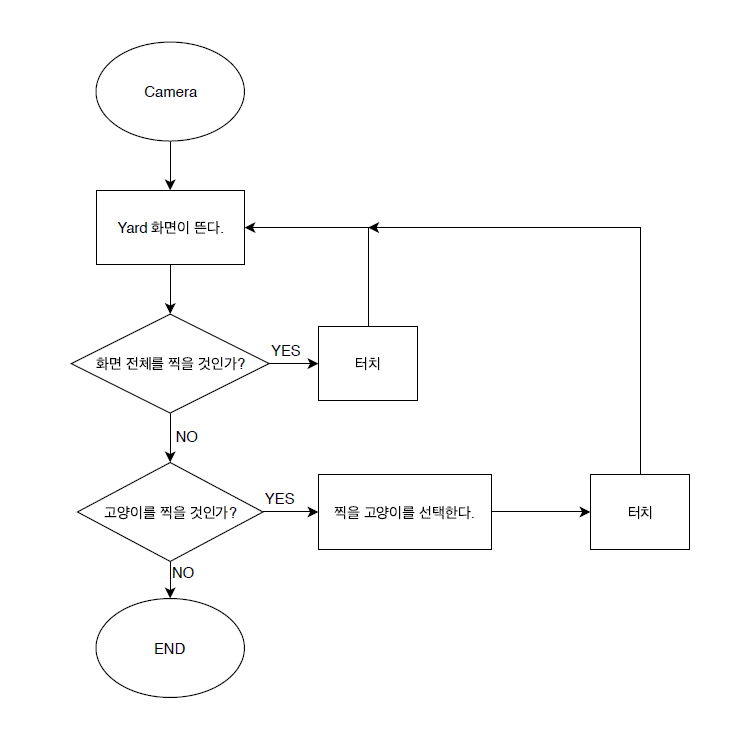 Camera
Yard 화면이 뜬다.
화면 전체를 찍을 것인가?
YES
터치
NO
고양이를 찍을 것인가?
YES
찍을 고양이를 선택한다.
터치
NO
END